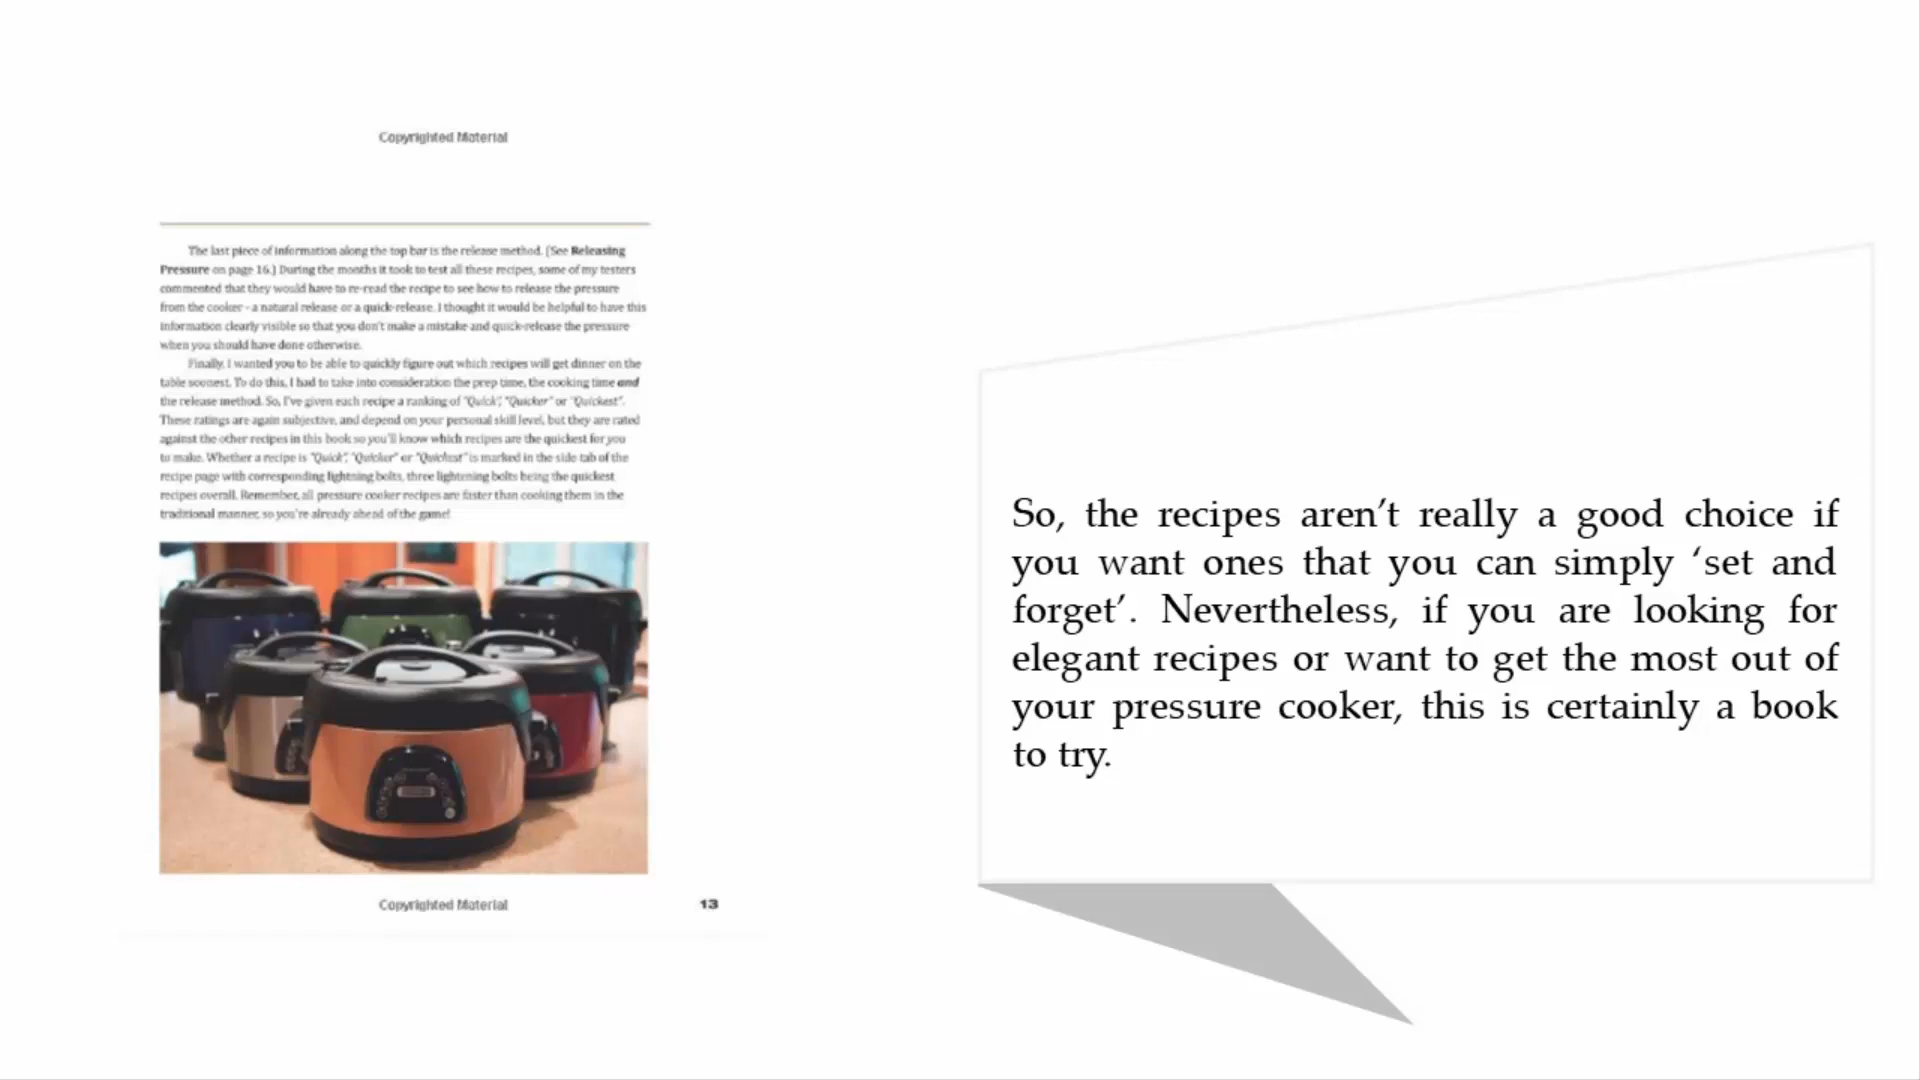 Copyrighted Material
The last piece of information along the top bar is the release method. (See Releasing
Pressure on page 16.) During the months it took to test all these recipes, some of my testers
commented that they would have to re-read the recipe to see how to release the pressure
from the cooker – a natural release or a quick-release. I thought it would be helpful to have this
information clearly visible so that you don't make a mistake and quick-release the pressure
when you should have done otherwise.
Finally, I wanted you to be able to quickly figure out which recipes will get dinner on the
table soonest. To do this, I had to take into consideration the prep time, the cooking time and
the release method. So, I've given each recipe a ranking of "Quick", "Quicker" or "Quickest".
These ratings are again subjective, and depend on your personal skill level, but they are rated
against the other recipes in this book so you'll know which recipes are the quickest for you
to make. Whether a recipe is "Quick", "Quicker" or "Quickest" is marked in the side tab of the
recipe page with corresponding lightning bolts, three lightning bolts being the quickest
recipes overall. Remember, all pressure cooker recipes are faster than cooking them in the
traditional manner, so you're already ahead of the game!
Copyrighted Material
13
So, the recipes aren’t really a good choice if
you want ones that you can simply ‘set and
forget’. Nevertheless, if you are looking for
elegant recipes or want to get the most out of
your pressure cooker, this is certainly a book
to try.